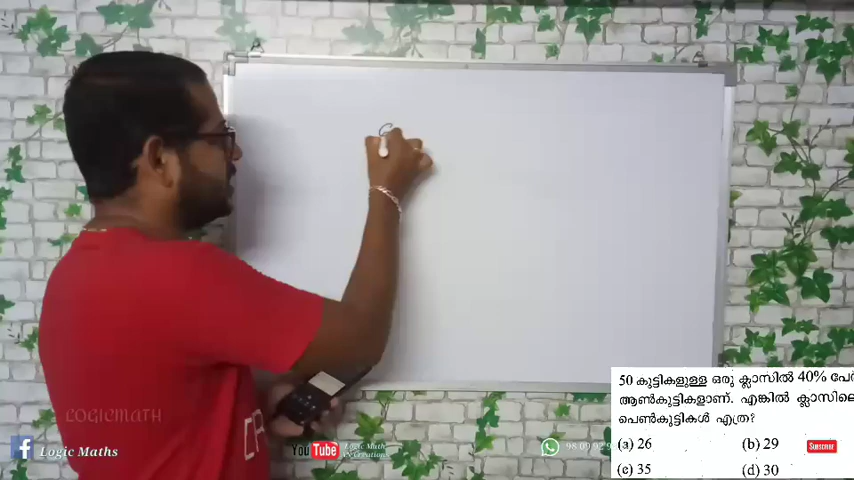 50 കുട്ടികളുള്ള ഒരു ക്ലാസിൽ 40% പേർ
ആൺകുട്ടികളാണ്. എങ്കിൽ ക്ലാസിലെ
പെൺകുട്ടികൾ എത്ര?
(a) 26 (b) 29
(c) 35 (d) 30
SUBSCRIBE
LOGICMATH
Logic Maths
YouTube Logic Math